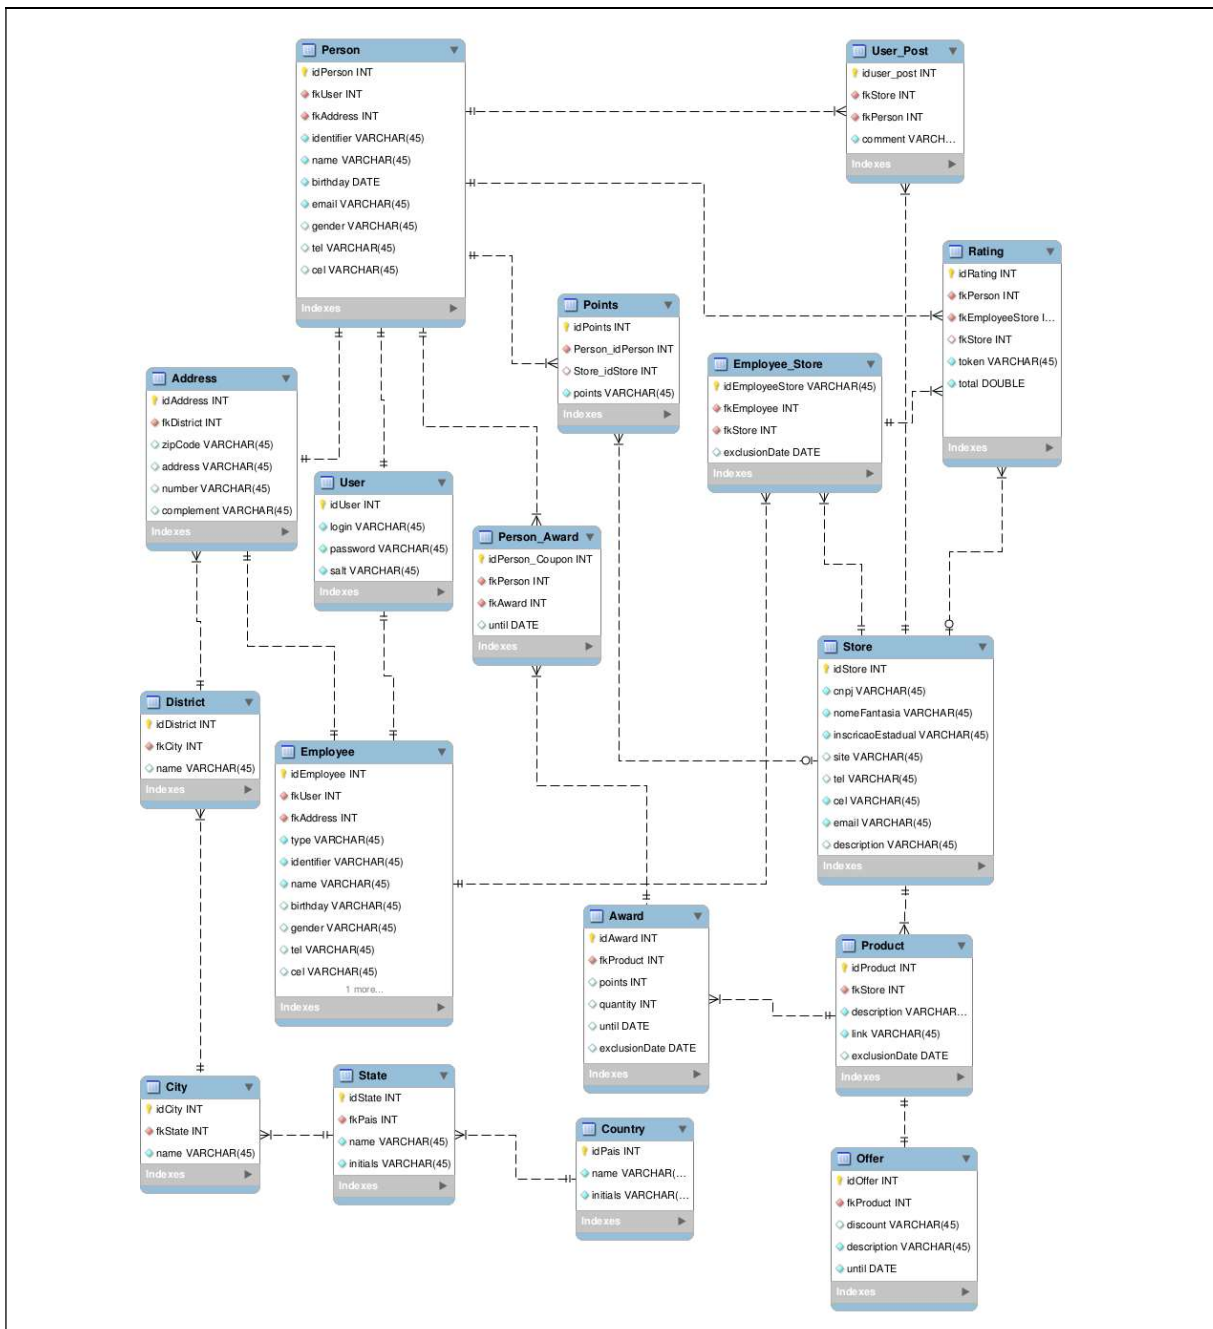 Person
idPerson INT
fkUser INT
fkAddress INT
identifier VARCHAR(45)
name VARCHAR(45)
birthday DATE
email VARCHAR(45)
gender VARCHAR(45)
tel VARCHAR(45)
cel VARCHAR(45)
Indexes
User_Post
iduser_post INT
fkStore INT
fkPerson INT
comment VARCH...
Indexes
Rating
idRating INT
fkPerson INT
fkEmployeeStore I...
fkStore INT
token VARCHAR(45)
total DOUBLE
Indexes
Points
idPoints INT
Person_idPerson INT
Store_idStore INT
points VARCHAR(45)
Indexes
Employee_Store
idEmployeeStore VARCHAR(45)
fkEmployee INT
fkStore INT
exclusionDate DATE
Indexes
Address
idAddress INT
fkDistrict INT
zipCode VARCHAR(45)
address VARCHAR(45)
number VARCHAR(45)
complement VARCHAR(45)
Indexes
User
idUser INT
login VARCHAR(45)
password VARCHAR(45)
salt VARCHAR(45)
Indexes
Person_Award
idPerson_Coupon INT
fkPerson INT
fkAward INT
until DATE
Indexes
Store
idStore INT
cnpj VARCHAR(45)
nomeFantasia VARCHAR(45)
inscricaoEstadual VARCHAR(45)
site VARCHAR(45)
tel VARCHAR(45)
cel VARCHAR(45)
email VARCHAR(45)
description VARCHAR(45)
Indexes
District
idDistrict INT
fkCity INT
name VARCHAR(45)
Indexes
Employee
idEmployee INT
fkUser INT
fkAddress INT
type VARCHAR(45)
identifier VARCHAR(45)
name VARCHAR(45)
birthday VARCHAR(45)
gender VARCHAR(45)
tel VARCHAR(45)
cel VARCHAR(45)
1 more...
Indexes
Award
idAward INT
fkProduct INT
points INT
quantity INT
until DATE
exclusionDate DATE
Indexes
Product
idProduct INT
fkStore INT
description VARCHAR...
link VARCHAR(45)
exclusionDate DATE
Indexes
City
idCity INT
fkState INT
name VARCHAR(45)
Indexes
State
idState INT
fkPais INT
name VARCHAR(45)
initials VARCHAR(45)
Indexes
Country
idPais INT
name VARCHAR(...
initials VARCHAR(...
Indexes
Offer
idOffer INT
fkProduct INT
discount VARCHAR(45)
description VARCHAR(45)
until DATE
Indexes